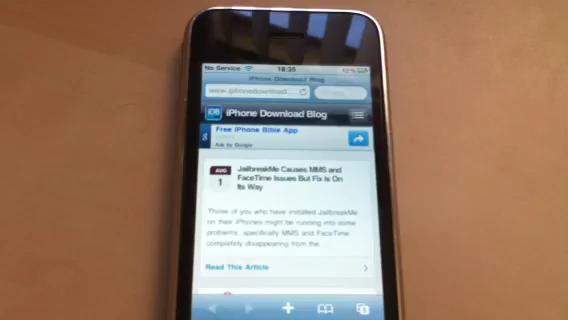 No Service 18:35
iPhone Download Blog
www.iphonedownload...
iDB iPhone Download Blog
Free iPhone Bible App
Ads by Google
AUG
1
JailbreakMe Causes MMS and
FaceTime Issues But Fix Is On
Its Way
Those of you who have installed JailbreakMe
on their iPhones might be running into some
problems, specifically MMS and FaceTime
completely disappearing from the
Read This Article